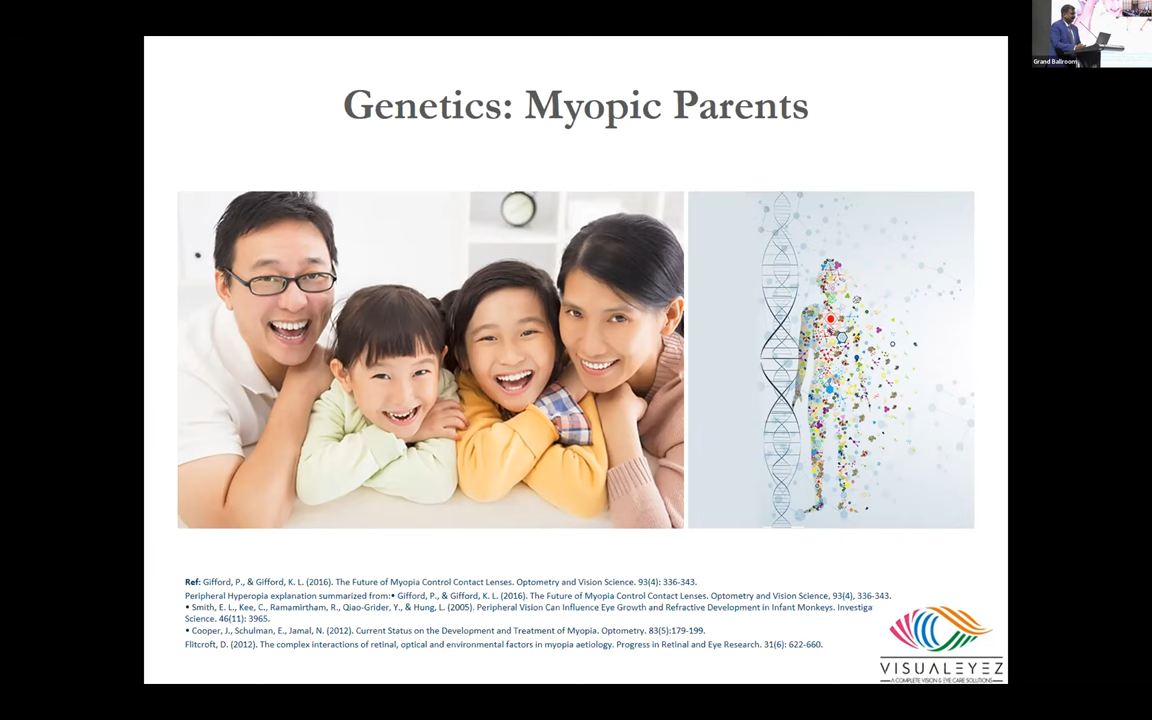 Grand Ballroom
Genetics: Myopic Parents
Ref: Gifford, P., & Gifford, K. L. (2016). The Future of Myopia Control Contact Lenses. Optometry and Vision Science. 93(4): 336-343.
Peripheral Hyperopia explanation summarized from:• Gifford, P., & Gifford, K. L. (2016). The Future of Myopia Control Contact Lenses. Optometry and Vision Science, 93(4), 336-343.
• Smith, E. L., Kee, C., Ramamirtham, R., Qiao-Grider, Y., & Hung, L. (2005). Peripheral Vision Can Influence Eye Growth and Refractive Development in Infant Monkeys. Investiga
Science. 46(11): 3965.
• Cooper, J., Schulman, E., Jamal, N. (2012). Current Status on the Development and Treatment of Myopia. Optometry. 83(5):179-199.
Flitcroft, D. (2012). The complex interactions of retinal, optical and environmental factors in myopia aetiology. Progress in Retinal and Eye Research. 31(6): 622-660.
VISUALEYEZ
A COMPLETE VISION & EYE CARE SOLUTIONS